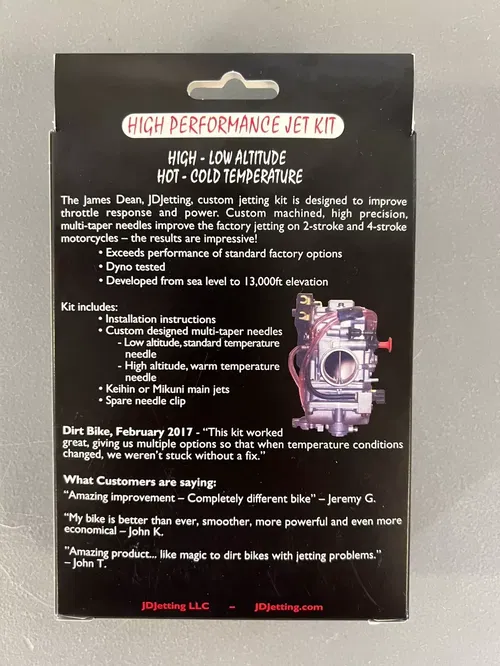 HIGH PERFORMANCE JET KIT
HIGH - LOW ALTITUDE
HOT - COLD TEMPERATURE
The James Dean, JDJetting, custom jetting kit is designed to improve
throttle response and power. Custom machined, high precision,
multi-taper needles improve the factory jetting on 2-stroke and 4-stroke
motorcycles – the results are impressive!
• Exceeds performance of standard factory options
• Dyno tested
• Developed from sea level to 13,000ft elevation
Kit includes:
• Installation instructions
• Custom designed multi-taper needles
- Low altitude, standard temperature
needle
- High altitude, warm temperature
needle
• Keihin or Mikuni main jets
• Spare needle clip
Dirt Bike, February 2017 - “This kit worked
great, giving us multiple options so that when temperature conditions
changed, we weren’t stuck without a fix.”
What Customers are saying:
“Amazing improvement – Completely different bike” – Jeremy G.
“My bike is better than ever, smoother, more powerful and even more
economical – John K.
“Amazing product... like magic to dirt bikes with jetting problems.”
– John T.
JDJetting LLC – JDJetting.com